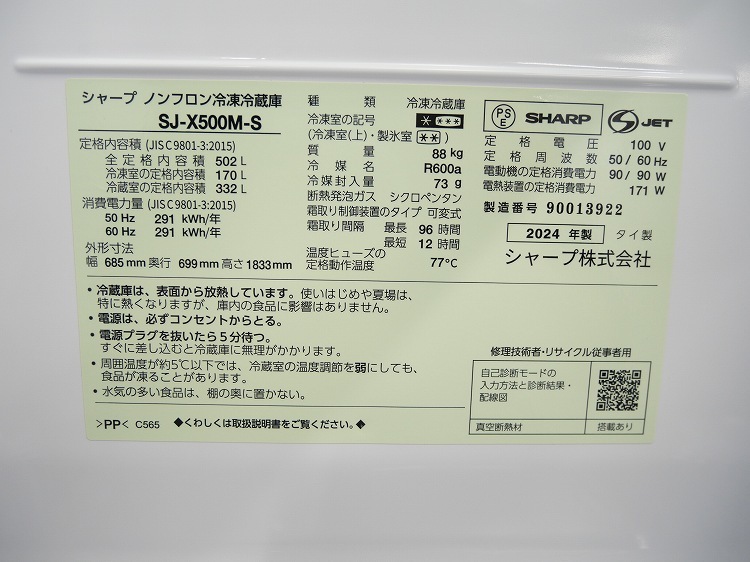 シャープ ノンフロン冷凍冷蔵庫
SJ-X500M-S
定格内容積 (JIS C 9801-3:2015)
全定格内容積 502 L
冷凍室の定格内容積 170 L
冷蔵室の定格内容積 332 L
消費電力量 (JIS C 9801-3:2015)
50 Hz 291 kWh/年
60 Hz 291 kWh/年
外形寸法
幅 685 mm 奥行 699 mm 高さ 1833 mm
種類 冷凍冷蔵庫
冷凍室の記号 * ***
(冷凍室(上)・製氷室 **)
質量 88 kg
冷媒名 R600a
冷媒封入量 73 g
断熱発泡ガス シクロペンタン
霜取り制御装置のタイプ 可変式
霜取り間隔 最長 96 時間
最短 12 時間
温度ヒューズの
定格動作温度 77℃
PS
E
SHARP
S JET
定格電圧 100 V
定格周波数 50/60 Hz
電動機の定格消費電力 90/90 W
電熱装置の定格消費電力 171 W
製造番号 90013922
2024 年製 タイ製
シャープ株式会社
• 冷蔵庫は、表面から放熱しています。使いはじめや夏場は、
特に熱くなりますが、庫内の食品に影響はありません。
• 電源は、必ずコンセントからとる。
• 電源プラグを抜いたら5分待つ。
すぐに差し込むと冷蔵庫に無理がかかります。
• 周囲温度が約5℃以下では、冷蔵室の温度調節を弱にしても、
食品が凍ることがあります。
• 水気の多い食品は、棚の奥に置かない。
>PP< C565 ◆くわしくは取扱説明書をご覧ください。◆
修理技術者・リサイクル従事者用
自己診断モードの
入力方法と診断結果・
配線図
真空断熱材 搭載あり